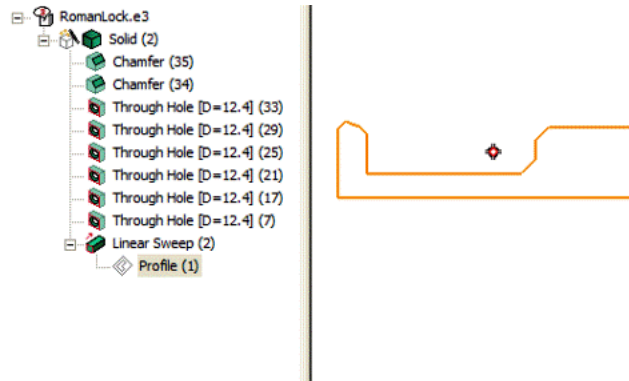 RomanLock.e3
Solid (2)
Chamfer (35)
Chamfer (34)
Through Hole [D=12.4] (33)
Through Hole [D=12.4] (29)
Through Hole [D=12.4] (25)
Through Hole [D=12.4] (21)
Through Hole [D=12.4] (17)
Through Hole [D=12.4] (7)
Linear Sweep (2)
Profile (1)